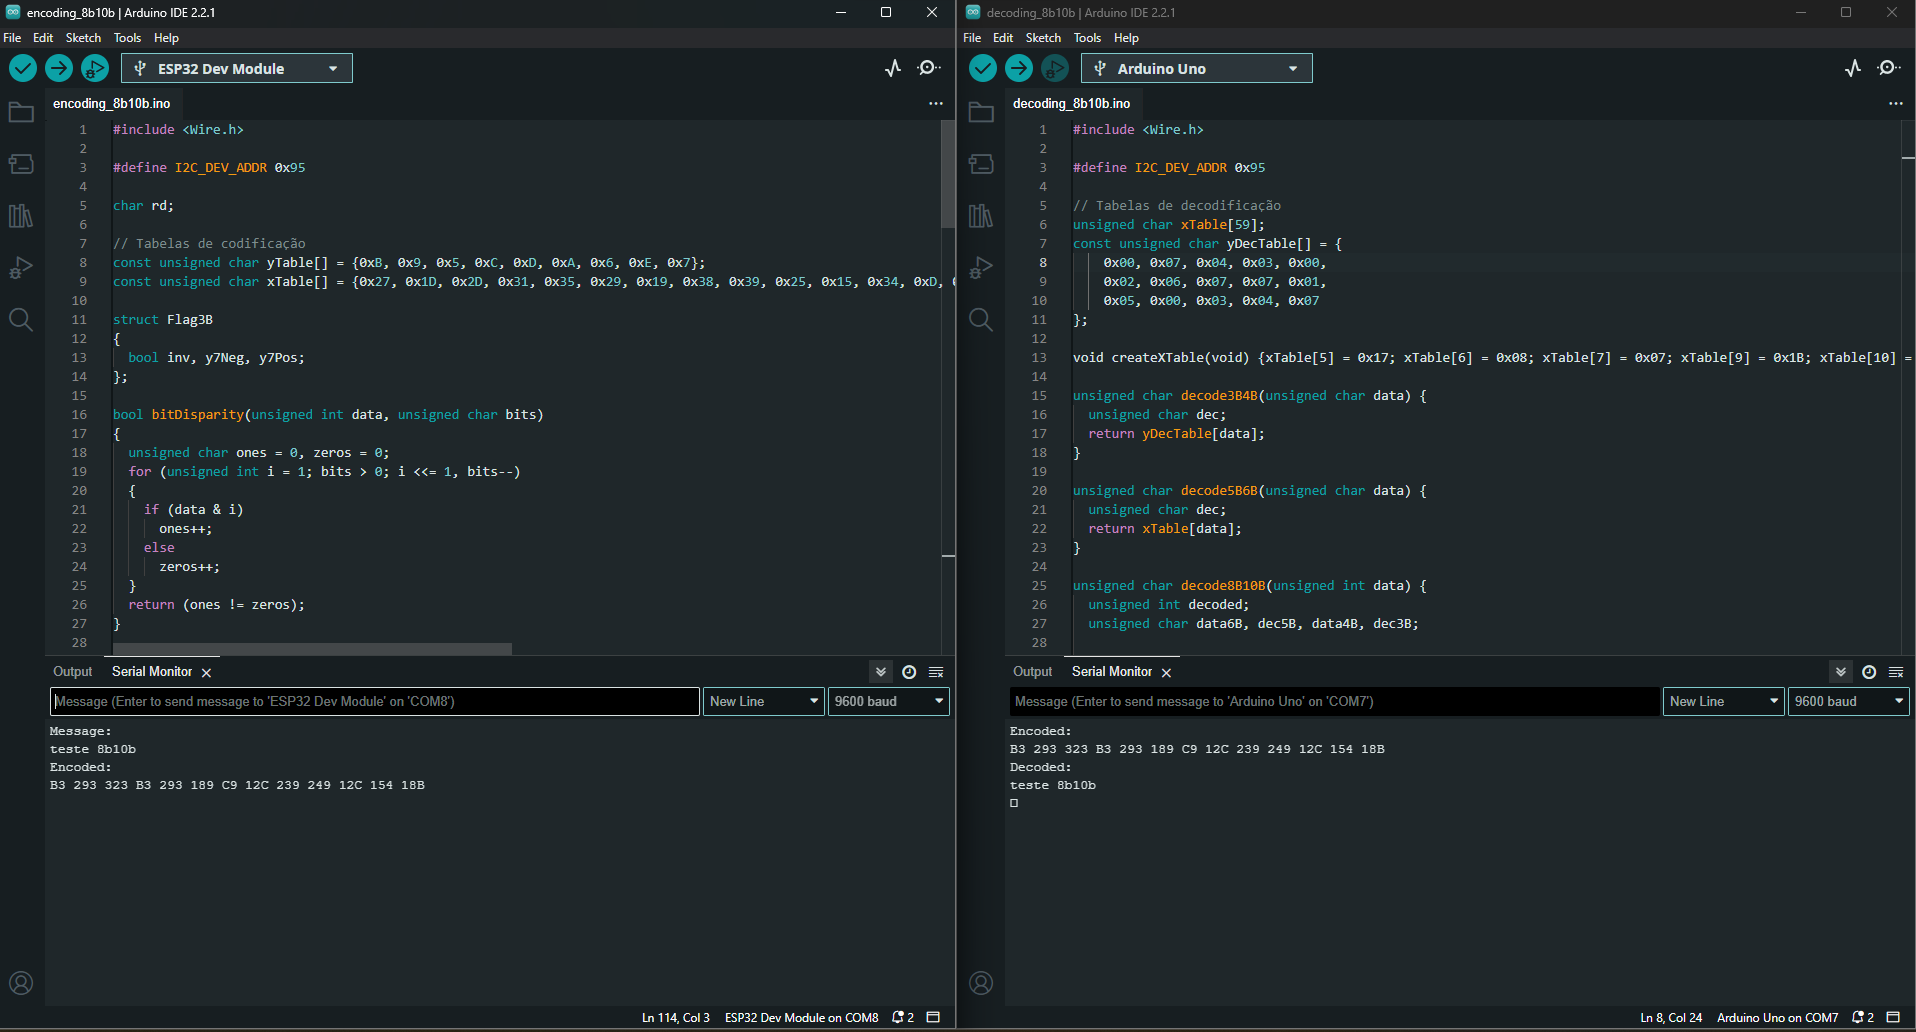 encoding_8b10b | Arduino IDE 2.2.1
File Edit Sketch Tools Help
ESP32 Dev Module
encoding_8b10b.ino
1 #include <Wire.h>
2
3 #define I2C_DEV_ADDR 0x95
4
5 char rd;
6
7 // Tabelas de codificação
8 const unsigned char yTable[] = {0xB, 0x9, 0x5, 0xC, 0xD, 0xA, 0x6, 0xE, 0x7};
9 const unsigned char xTable[] = {0x27, 0x1D, 0x2D, 0x31, 0x35, 0x29, 0x19, 0x38, 0x39, 0x25, 0x15, 0x34, 0xD,
10
11 struct Flag3B
12 {
13 bool inv, y7Neg, y7Pos;
14 };
15
16 bool bitDisparity(unsigned int data, unsigned char bits)
17 {
18 unsigned char ones = 0, zeros = 0;
19 for (unsigned int i = 1; bits > 0; i <<= 1, bits--)
20 {
21 if (data & i)
22 ones++;
23 else
24 zeros++;
25 }
26 return (ones != zeros);
27 }
28
Output Serial Monitor
Message (Enter to send message to 'ESP32 Dev Module' on 'COM8')
New Line 9600 baud
Message:
teste 8b10b
Encoded:
B3 293 323 B3 293 189 C9 12C 239 249 12C 154 18B
Ln 114, Col 3 ESP32 Dev Module on COM8 2
decoding_8b10b | Arduino IDE 2.2.1
File Edit Sketch Tools Help
Arduino Uno
decoding_8b10b.ino
1 #include <Wire.h>
2
3 #define I2C_DEV_ADDR 0x95
4
5 // Tabelas de decodificação
6 unsigned char xTable[59];
7 const unsigned char yDecTable[] = {
8 0x00, 0x07, 0x04, 0x03, 0x00,
9 0x02, 0x06, 0x07, 0x07, 0x01,
10 0x05, 0x00, 0x03, 0x04, 0x07
11 };
12
13 void createXTable(void) {xTable[5] = 0x17; xTable[6] = 0x08; xTable[7] = 0x07; xTable[9] = 0x1B; xTable[10] =
14
15 unsigned char decode3B4B(unsigned char data) {
16 unsigned char dec;
17 return yDecTable[data];
18 }
19
20 unsigned char decode5B6B(unsigned char data) {
21 unsigned char dec;
22 return xTable[data];
23 }
24
25 unsigned char decode8B10B(unsigned int data) {
26 unsigned int decoded;
27 unsigned char data6B, dec5B, data4B, dec3B;
28
Output Serial Monitor
Message (Enter to send message to 'Arduino Uno' on 'COM7')
New Line 9600 baud
Encoded:
B3 293 323 B3 293 189 C9 12C 239 249 12C 154 18B
Decoded:
teste 8b10b
Ln 8, Col 24 Arduino Uno on COM7 2